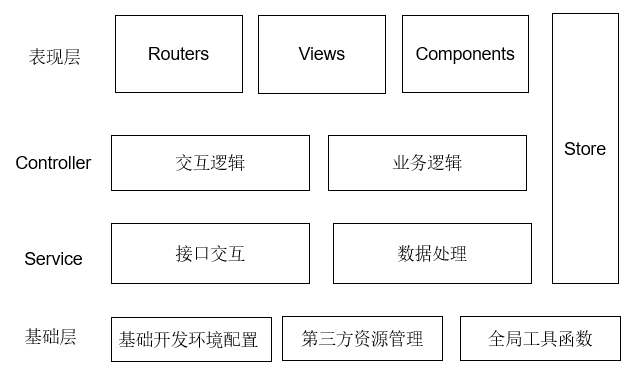 表现层
Routers
Views
Components
Store
Controller
交互逻辑
业务逻辑
Service
接口交互
数据处理
基础层
基础开发环境配置
第三方资源管理
全局工具函数